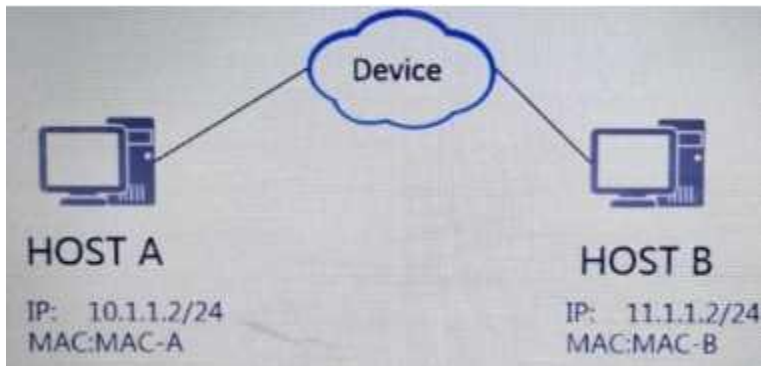 Device
HOST A
IP: 10.1.1.2/24
MAC:MAC-A
HOST B
IP: 11.1.1.2/24
MAC:MAC-B